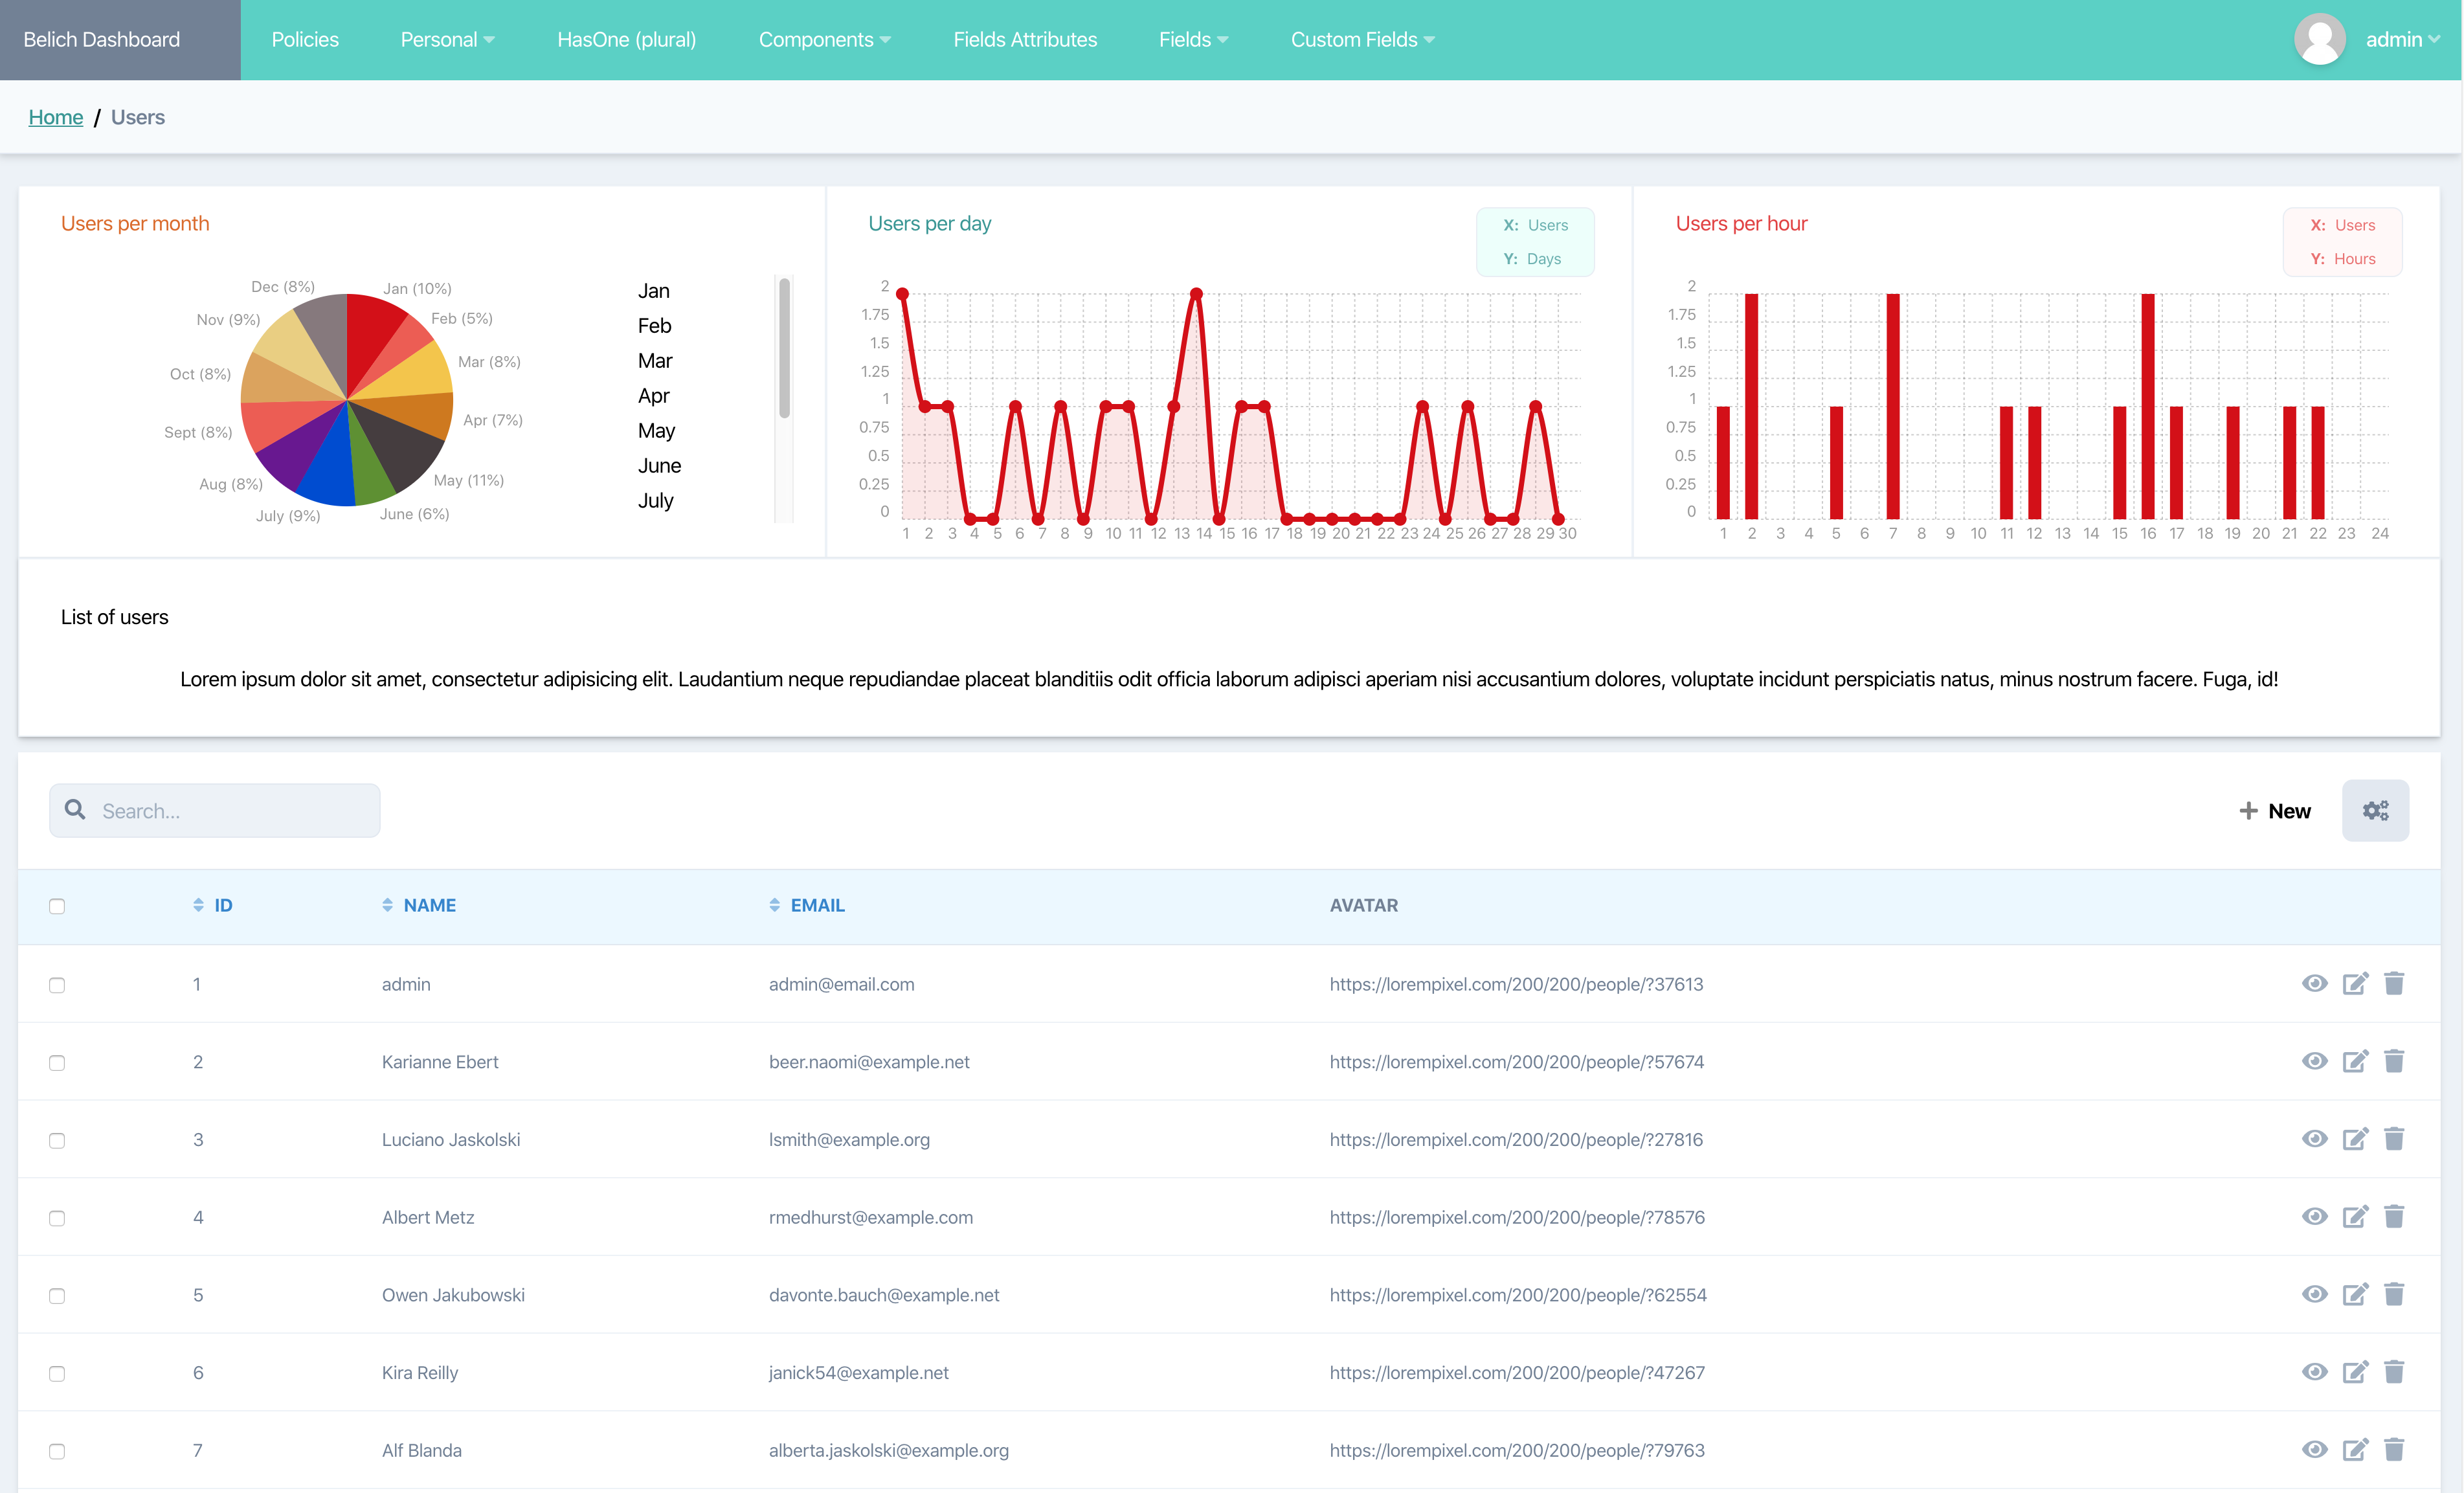 Belich Dashboard Policies Personal HasOne (plural) Components Fields Attributes Fields Custom Fields admin
Home / Users
Users per month
Dec (8%)
Jan (10%)
Nov (9%)
Feb (5%)
Mar (8%)
Oct (8%)
Apr (7%)
Sept (8%)
May (11%)
Aug (8%)
July (9%)
June (6%)
Jan
Feb
Mar
Apr
May
June
July
Users per day
X: Users
Y: Days
2
1.75
1.5
1.25
1
0.75
0.5
0.25
0
1 2 3 4 5 6 7 8 9 10 11 12 13 14 15 16 17 18 19 20 21 22 23 24 25 26 27 28 29 30
Users per hour
X: Users
Y: Hours
2
1.75
1.5
1.25
1
0.75
0.5
0.25
0
1 2 3 4 5 6 7 8 9 10 11 12 13 14 15 16 17 18 19 20 21 22 23 24
List of users
Lorem ipsum dolor sit amet, consectetur adipisicing elit. Laudantium neque repudiandae placeat blanditiis odit officia laborum adipisci aperiam nisi accusantium dolores, voluptate incidunt perspiciatis natus, minus nostrum facere. Fuga, id!
Search... New
ID NAME EMAIL AVATAR
1 admin admin@email.com https://lorempixel.com/200/200/people/?37613
2 Karianne Ebert beer.naomi@example.net https://lorempixel.com/200/200/people/?57674
3 Luciano Jaskolski lsmith@example.org https://lorempixel.com/200/200/people/?27816
4 Albert Metz rmedhurst@example.com https://lorempixel.com/200/200/people/?78576
5 Owen Jakubowski davonte.bauch@example.net https://lorempixel.com/200/200/people/?62554
6 Kira Reilly janick54@example.net https://lorempixel.com/200/200/people/?47267
7 Alf Blanda alberta.jaskolski@example.org https://lorempixel.com/200/200/people/?79763